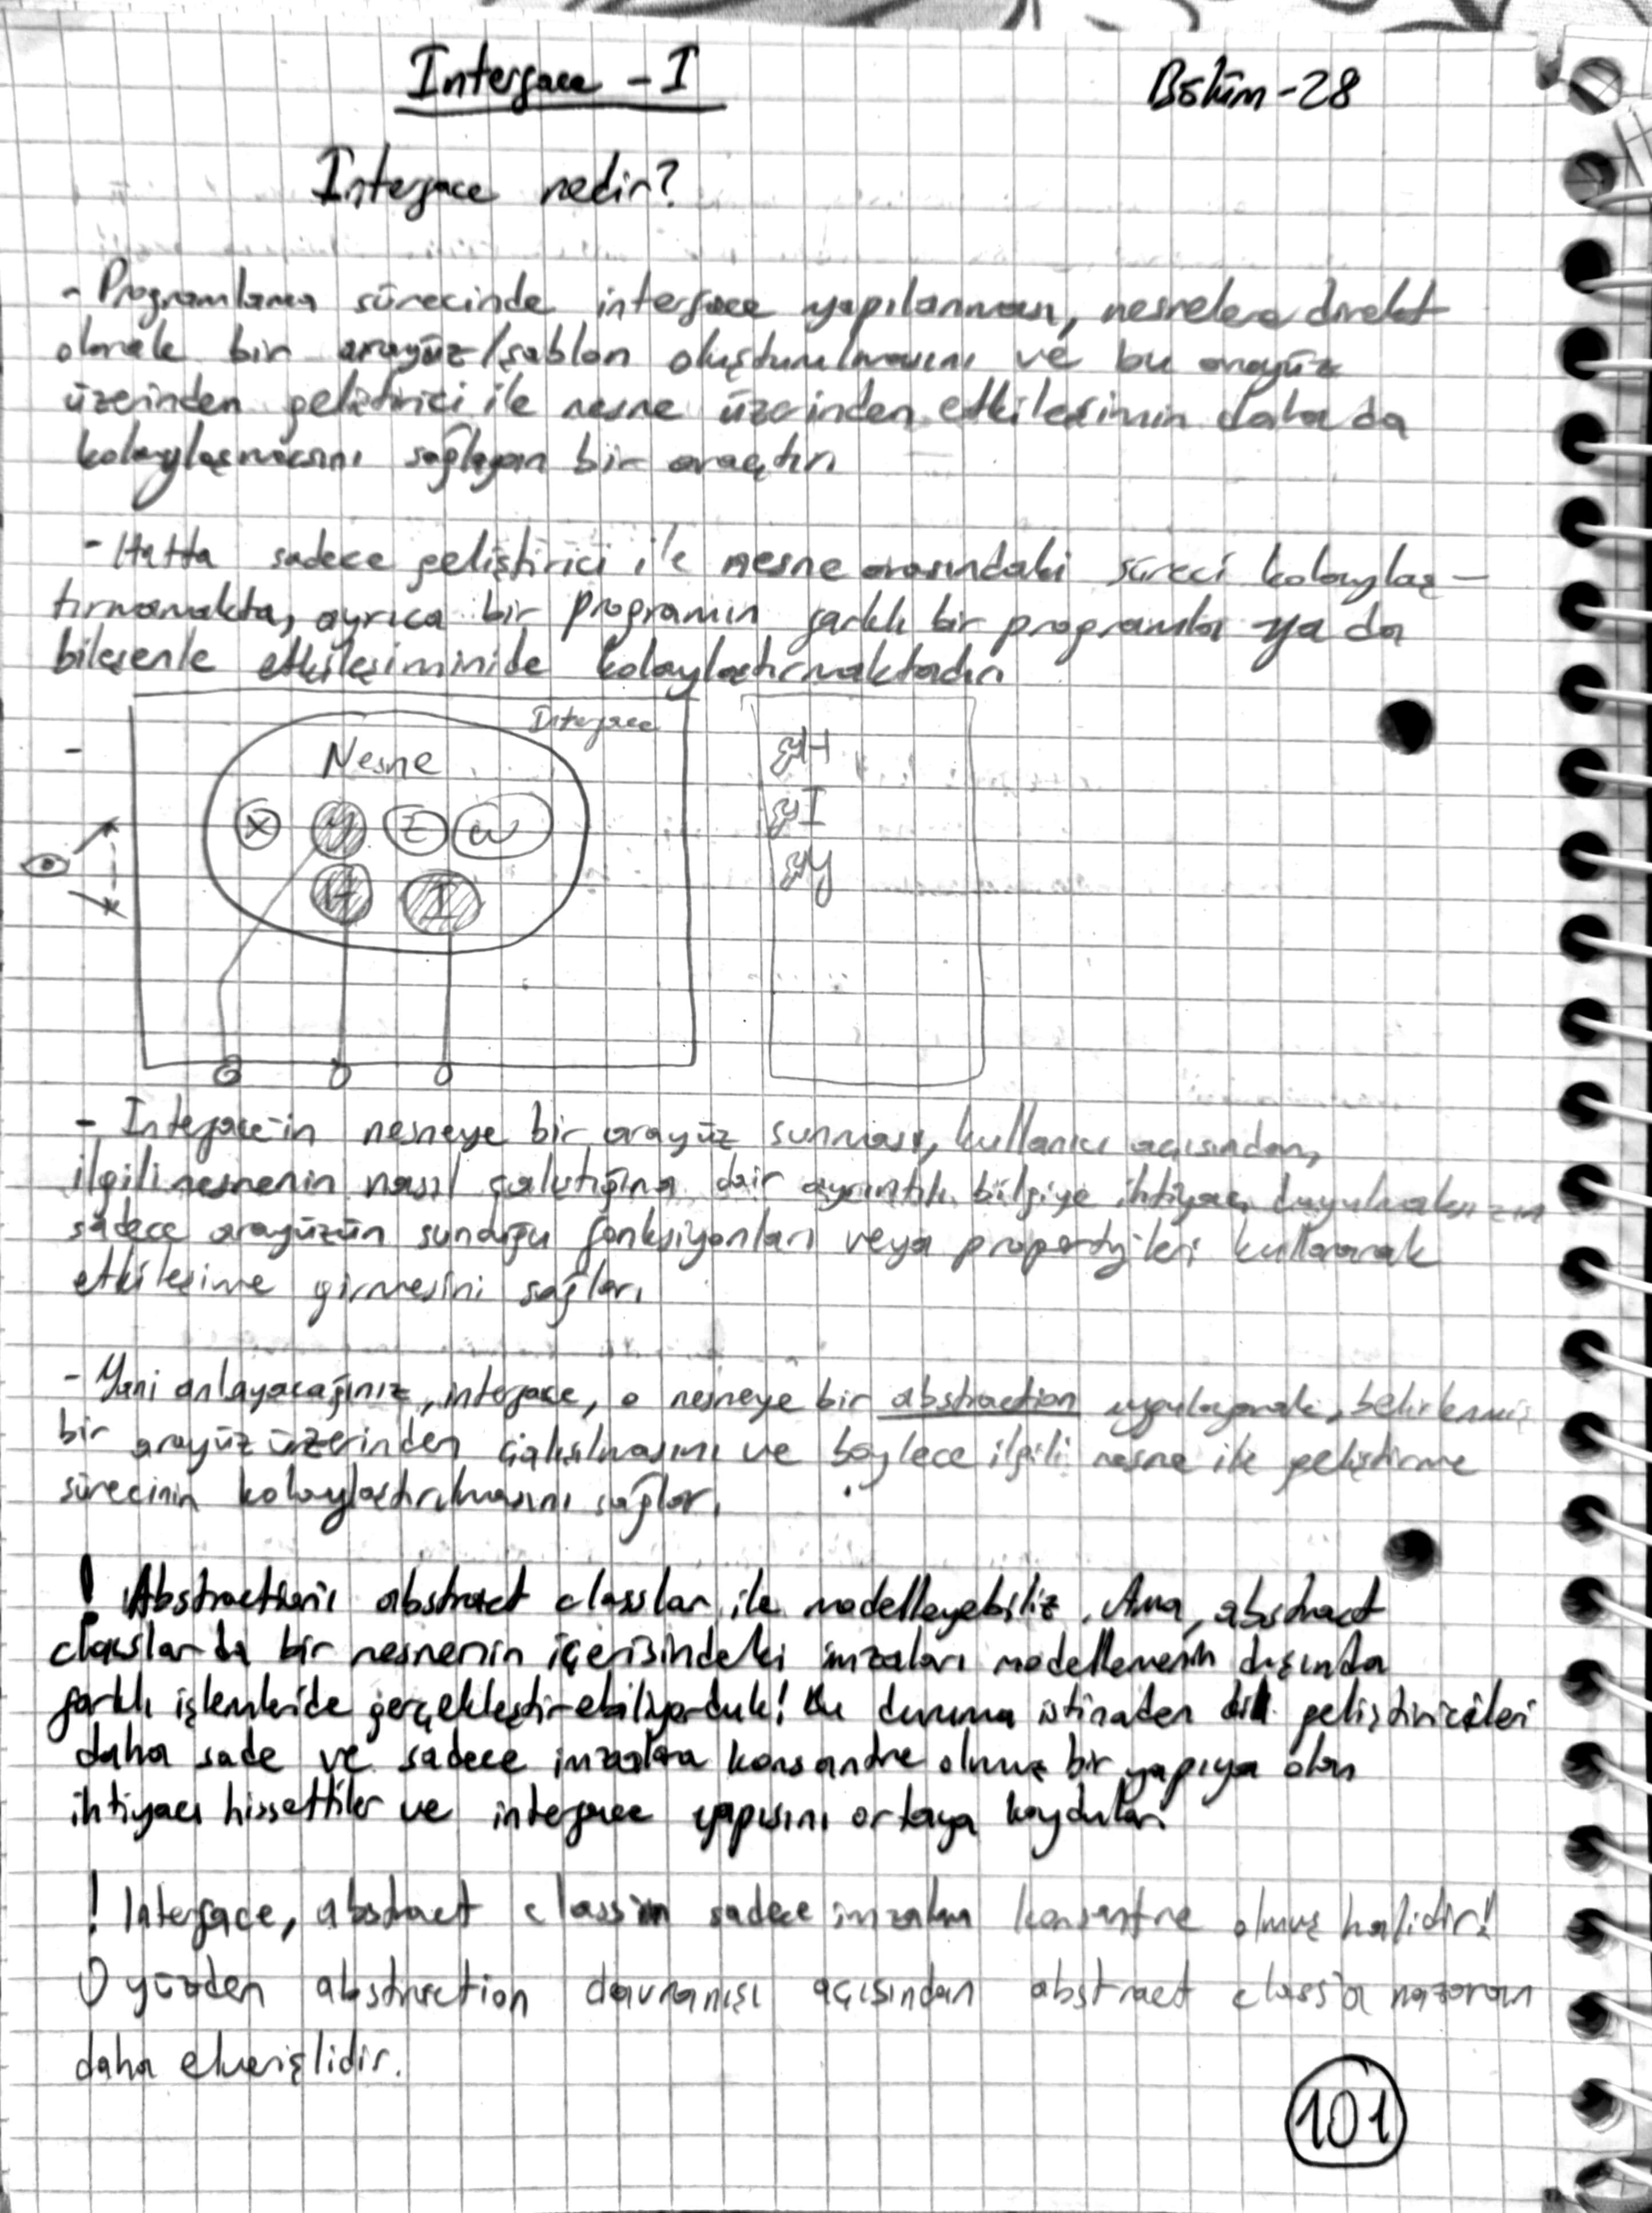 Interface - I
Bölüm-28
Interface nedir?
- Programlama sürecinde interface yapılanması, nesnelere direkt
olarak bir arayüz/şablon oluşturulmasını ve bu arayüz
üzerinden geliştirici ile nesne üzerinden etkileşimin daha da
kolaylaşmasını sağlayan bir araçtır.
- Hatta sadece geliştirici ile nesne arasındaki süreci kolaylaş-
tırmamakta, ayrıca bir programın farklı bir programla ya da
bileşenle etkileşiminide kolaylaştırmaktadır.
Interface
- Nesne
X Y Z W
H I
H
I
Y
- Interface'in nesneye bir arayüz sunması, kullanıcı açısından,
ilgili nesnenin nasıl çalıştığına dair ayrıntılı bilgiye ihtiyaç duyulmaksızın
sadece arayüzün sunduğu fonksiyonları veya property'leri kullanarak
etkileşime girmesini sağlar.
- Yani anlayacağınız, interface, o nesneye bir abstraction uygulayarak, belirlenmiş
bir arayüz üzerinden çalışılmasını ve böylece ilgili nesne ile geliştirme
sürecinin kolaylaştırılmasını sağlar.
! Abstraction'ı abstract classlar ile modelleyebiliz. Ama, abstract
classlar da bir nesnenin içerisindeki imzaları modellemenin dışında
farklı işlemleride gerçekleştirebiliyorduk! Bu duruma istinaden dil geliştiricileri
daha sade ve sadece imzalara konsantre olmuş bir yapıya olan
ihtiyacı hissettiler ve interface yapısını ortaya koydular.
! Interface, abstract class'ın sadece imzalara konsantre olmuş halidir!
O yüzden abstraction davranışı açısından abstract class'a nazaran
daha elverişlidir.
101